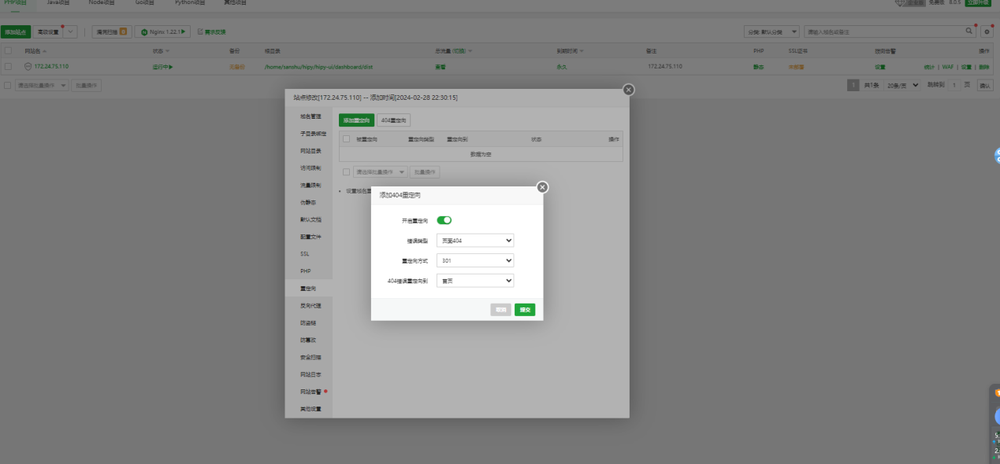 PHP项目 Java项目 Node项目 Go项目 Python项目 其他项目 免费版 8.0.5 立即升级
添加站点 高级设置 漏洞扫描 0 Nginx 1.22.1 需求反馈 分类: 默认分类 请输入域名或备注
网站名 状态 备份 根目录 总流量 (切换) 到期时间 备注 PHP SSL证书 操作
172.24.75.110 运行中 无备份 /home/senshu/hipy/hipy-ui/dashboard/dist 查看 永久 172.24.75.110 静态 未部署 设置 统计 | WAF | 设置 | 删除
请选择批量操作 批量操作 1 共1条 20条/页 跳转到 1 页 确认
站点修改[172.24.75.110] -- 添加时间[2024-02-28 22:30:15]
域名管理
子目录绑定
网站目录
访问限制
流量限制
伪静态
默认文档
配置文件
SSL
PHP
重定向
反向代理
防盗链
防篡改
安全扫描
网站日志
网站告警
其他设置
添加重定向 404重定向
被重定向 重定向类型 重定向到 状态 操作
数据为空
请选择批量操作 批量操作
设置域名重
添加404重定向
开启重定向
错误类型 页面404
重定向方式 301
404错误重定向到 首页
取消 提交